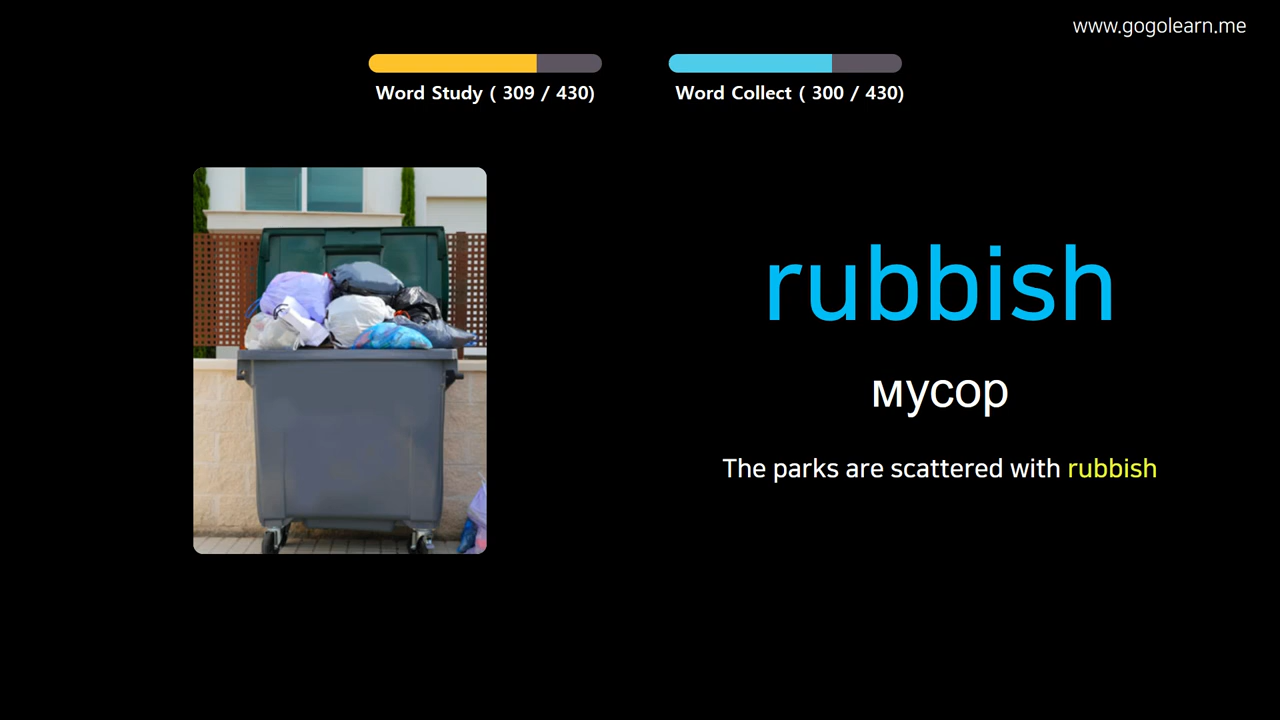 www.gogolearn.me
Word Study ( 309 / 430)
Word Collect ( 300 / 430)
rubbish
мусор
The parks are scattered with rubbish